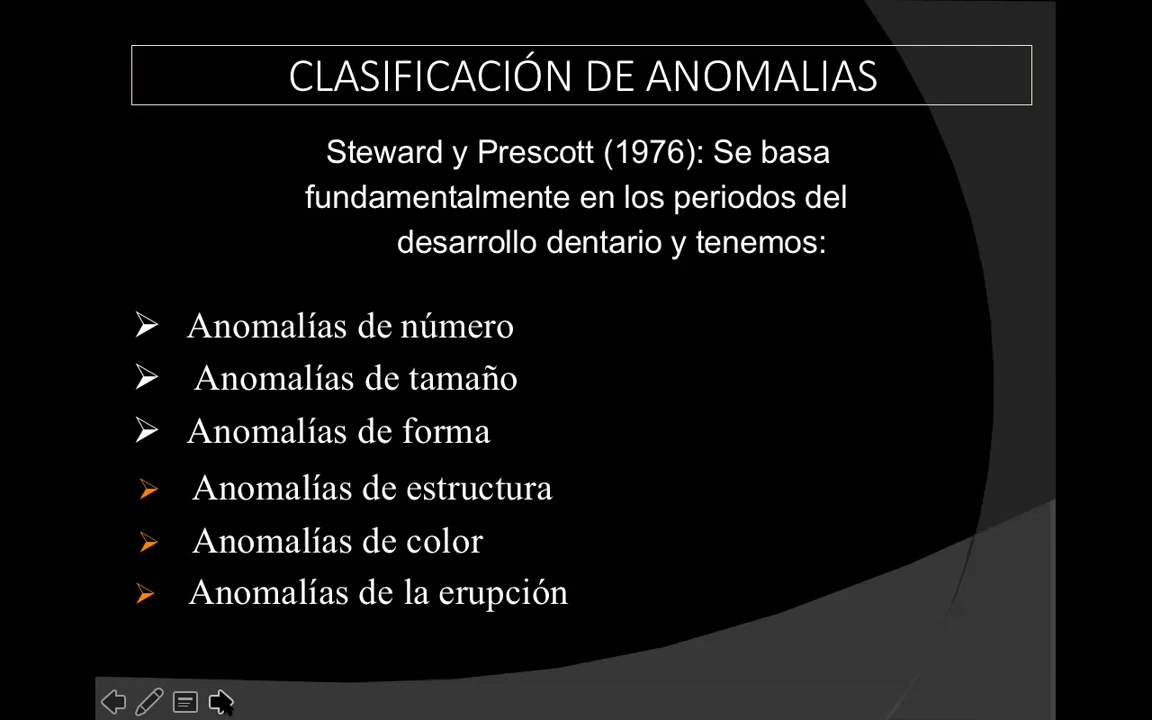 CLASIFICACIÓN DE ANOMALIAS
Steward y Prescott (1976): Se basa
fundamentalmente en los periodos del
desarrollo dentario y tenemos:
Anomalías de número
Anomalías de tamaño
Anomalías de forma
Anomalías de estructura
Anomalías de color
Anomalías de la erupción